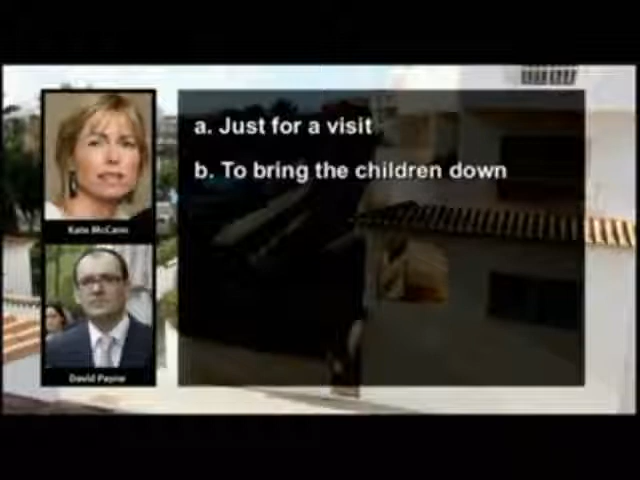 a. Just for a visit
b. To bring the children down
Kate McCann
David Payne